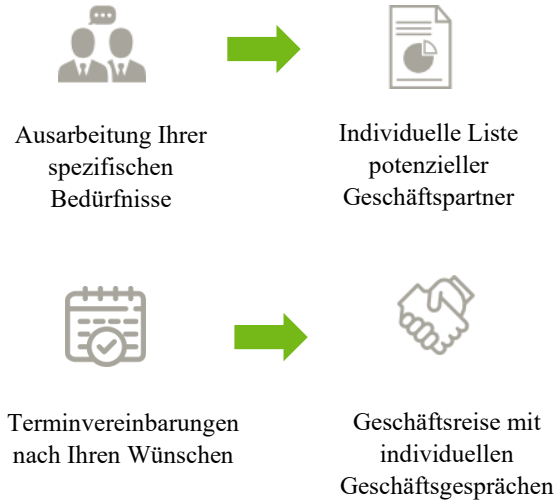 Ausarbeitung Ihrer
spezifischen
Bedürfnisse
Individuelle Liste
potenzieller
Geschäftspartner
Terminvereinbarungen
nach Ihren Wünschen
Geschäftsreise mit
individuellen
Geschäftsgesprächen